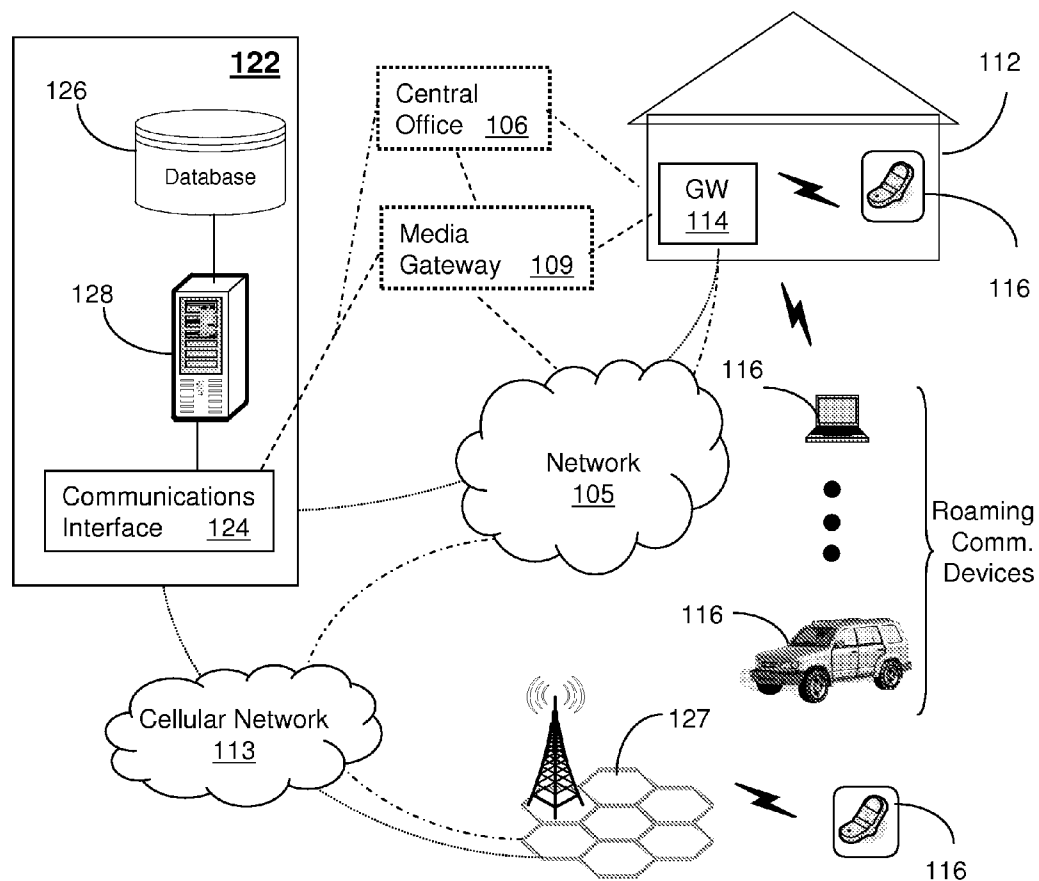 122
126
Database
128
Communications
Interface 124
Central
Office 106
Media
Gateway 109
112
GW
114
116
116
Network
105
Roaming
Comm.
Devices
116
Cellular Network
113
127
116